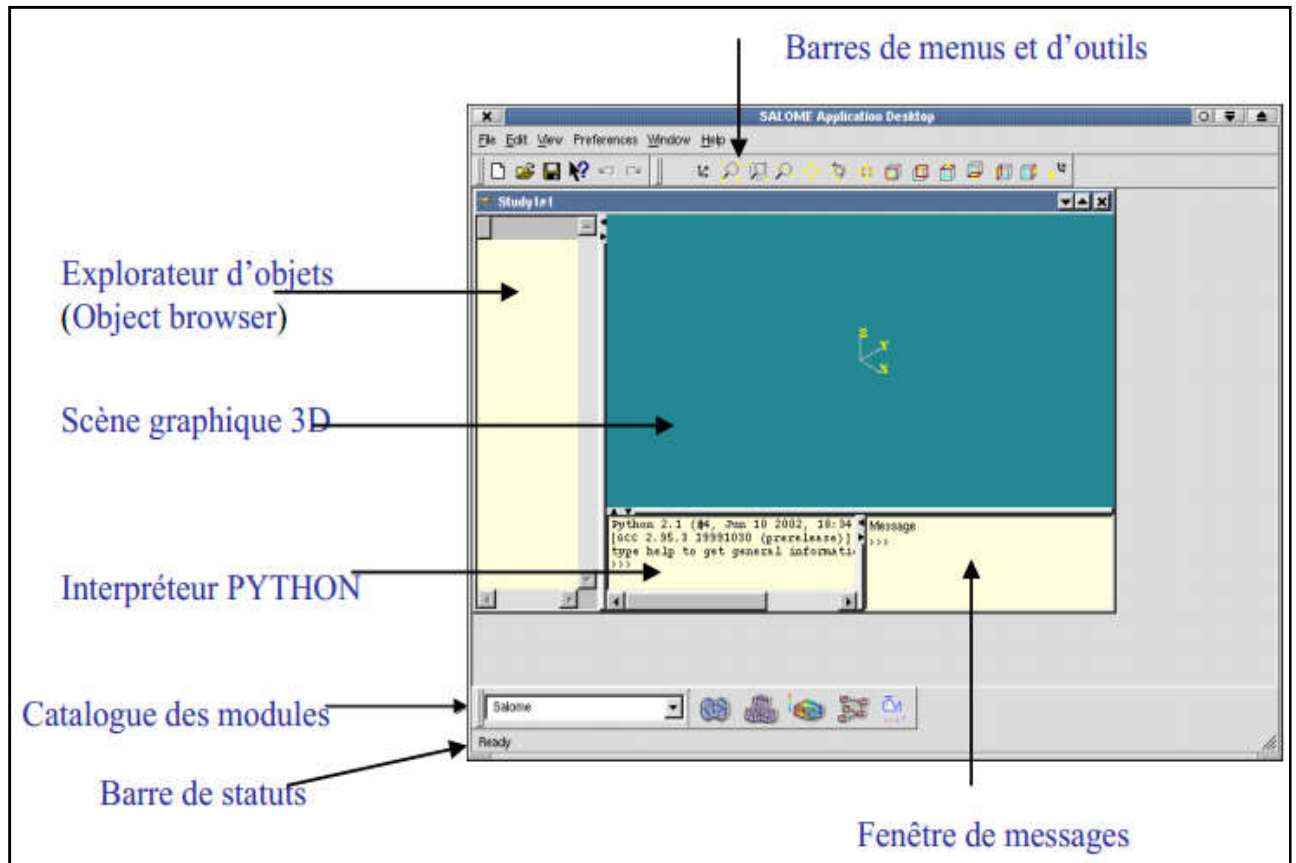 Barres de menus et d'outils
SALOME Application Desktop
File Edit View Preferences Window Help
Study1#1
Explorateur d'objets
(Object browser)
Z
Y
X
Scène graphique 3D
Python 2.1 (#4, Jun 10 2002, 18:34
[GCC 2.95.3 19991030 (prerelease)]
type help to get general informati
>>>
Message
>>>
Interpréteur PYTHON
Catalogue des modules
Salome
Ready
Barre de statuts
Fenêtre de messages